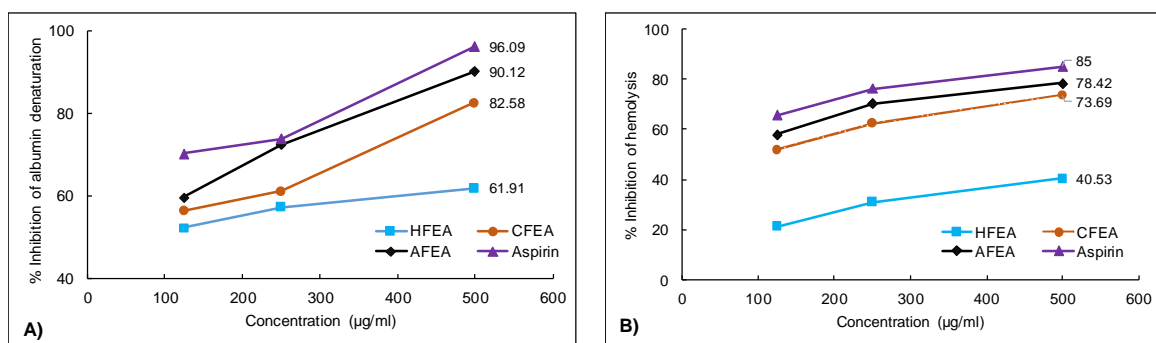 A)
% Inhibition of albumin denaturation
100
80
60
40
96.09
90.12
82.58
61.91
HFEA CFEA
AFEA Aspirin
0 100 200 300 400 500 600
Concentration (µg/ml)
B)
% Inhibition of hemolysis
100
80
60
40
20
0
85
78.42
73.69
40.53
HFEA CFEA
AFEA Aspirin
0 100 200 300 400 500 600
Concentration (µg/ml)